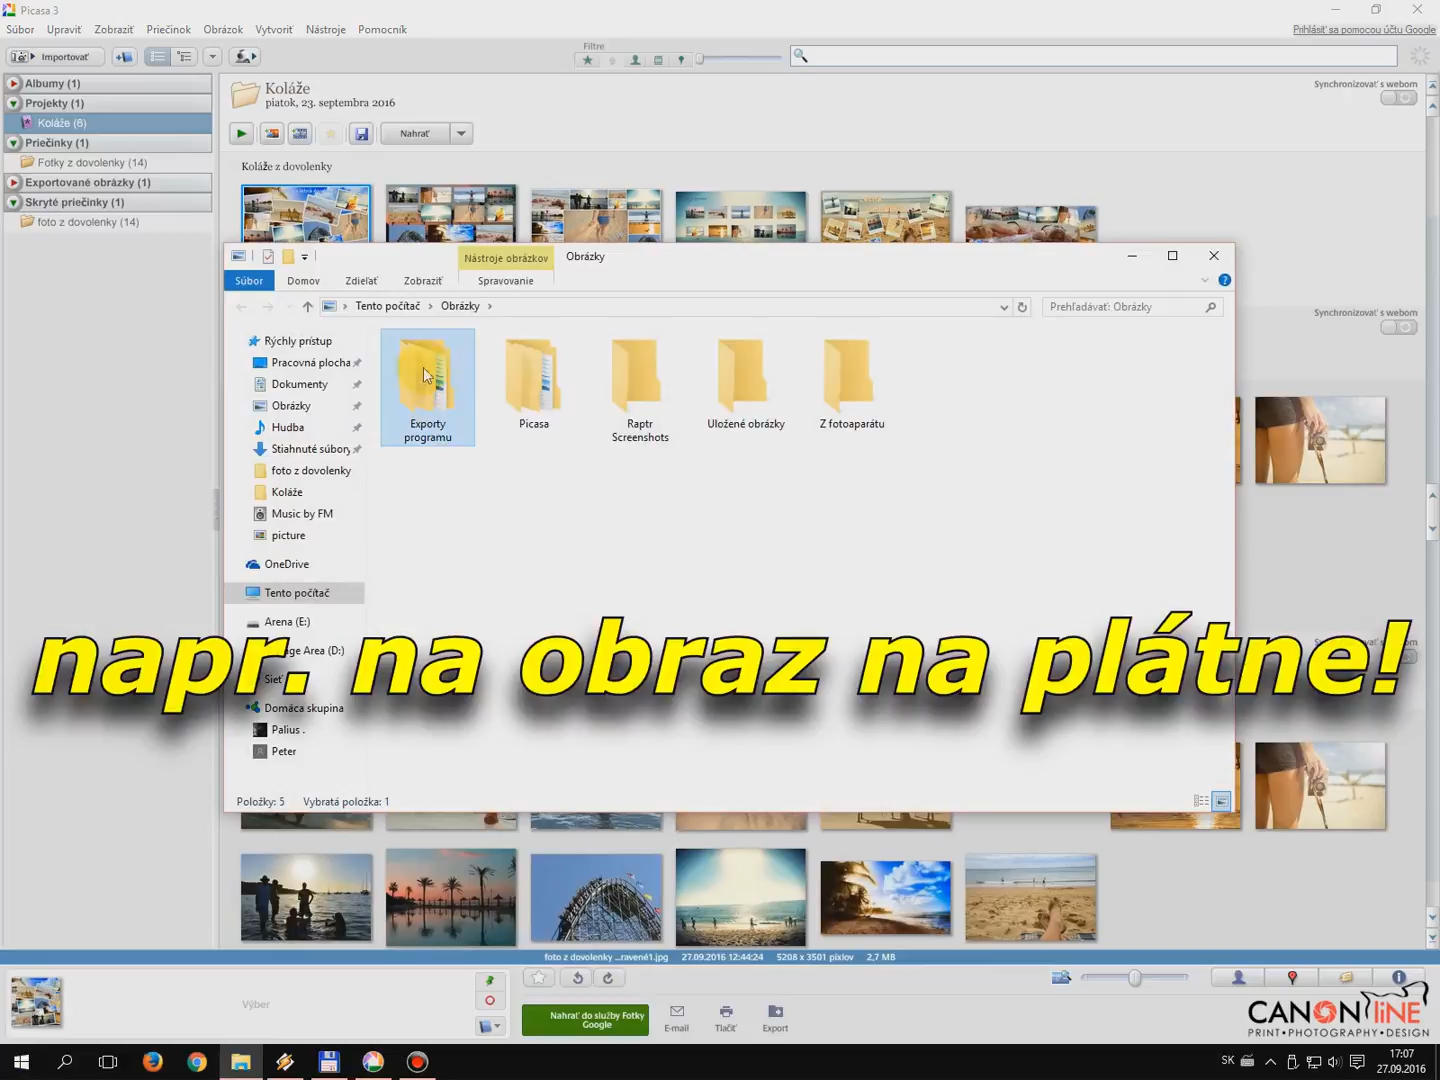 Picasa 3
Súbor Upraviť Zobraziť Priečinok Obrázok Vytvoriť Nástroje Pomocník
Prihlásiť sa pomocou účtu Google
Importovať
Filtre
Albumy (1)
Projekty (1)
Koláže (6)
Priečinky (1)
Fotky z dovolenky (14)
Exportované obrázky (1)
Skryté priečinky (1)
foto z dovolenky (14)
Koláže
piatok, 23. septembra 2016
Synchronizovať s webom
Nahrať
Koláže z dovolenky
Synchronizovať s webom
Nástroje obrázkov
Obrázky
Súbor Domov Zdieľať Zobraziť Spravovanie
Tento počítač Obrázky
Prehľadávať: Obrázky
Rýchly prístup
Pracovná plocha
Dokumenty
Obrázky
Hudba
Stiahnuté súbory
foto z dovolenky
Koláže
Music by FM
picture
OneDrive
Tento počítač
Arena (E:)
age Area (D:)
Sieť
Domáca skupina
Palius .
Peter
Exporty programu
Picasa
Raptr Screenshots
Uložené obrázky
Z fotoaparátu
napr. na obraz na plátne!
Položky: 5 Vybratá položka: 1
foto z dovolenky ...ravené1.jpg 27.09.2016 12:44:24 5208 x 3501 pixlov 2,7 MB
Výber
Nahrať do služby Fotky Google
E-mail
Tlačiť
Export
CANONLINE
PRINT•PHOTOGRAPHY•DESIGN
SK
17:07
27.09.2016